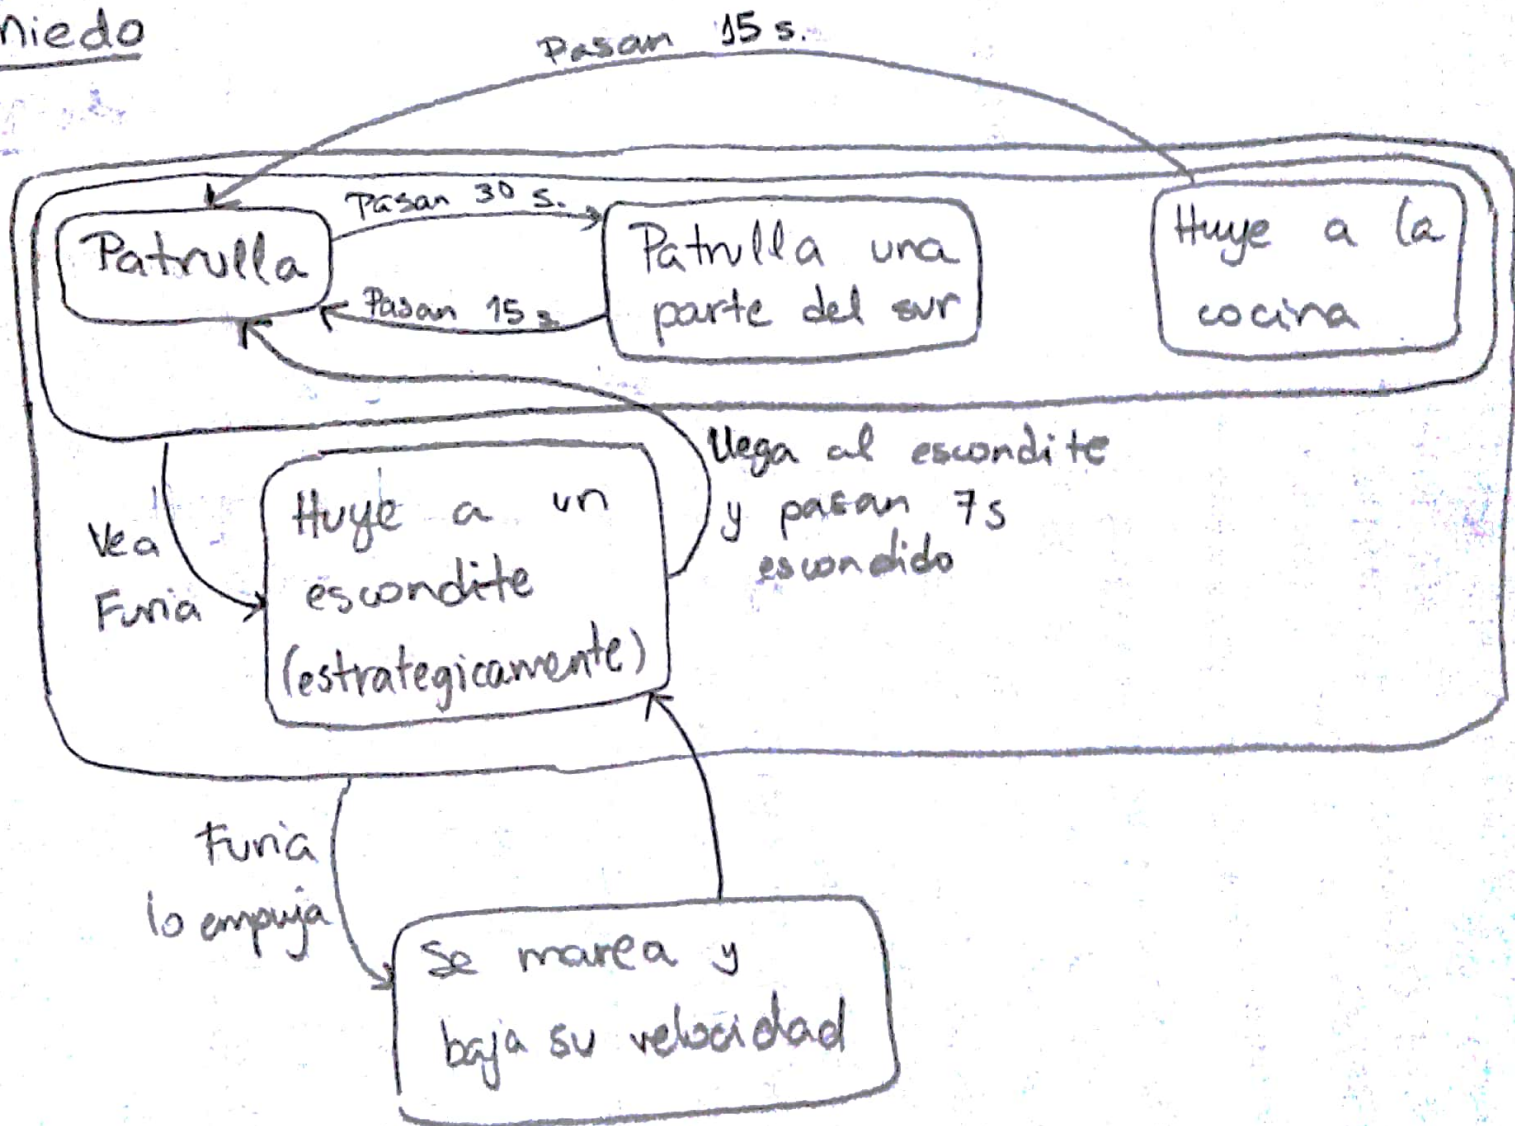 Miedo
Pasan 15 s.
Patrulla
Pasan 30 s.
Pasan 15 s
Patrulla una
parte del sur
Huye a la
cocina
Vea
Furia
Huye a un
escondite
(estrategicamente)
llega al escondite
y pasan 7s
escondido
Furia
lo empuja
Se marea y
baja su velocidad